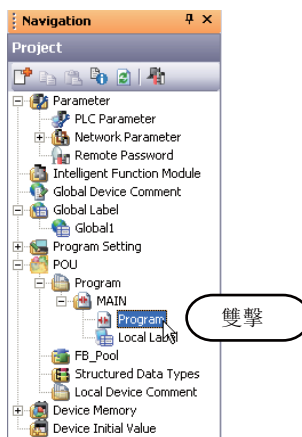 Navigation
Project
Parameter
PLC Parameter
Network Parameter
Remote Password
Intelligent Function Module
Global Device Comment
Global Label
Global1
Program Setting
POU
Program
MAIN
Program
雙擊
Local Label
FB_Pool
Structured Data Types
Local Device Comment
Device Memory
Device Initial Value